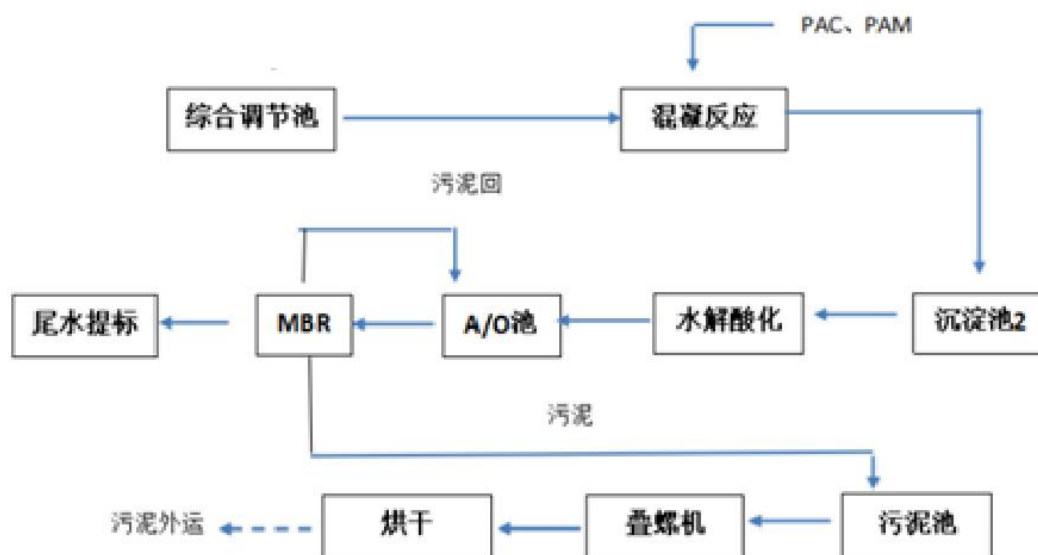 PAC、PAM
综合调节池
混凝反应
污泥回
尾水提标
MBR
A/O池
水解酸化
沉淀池2
污泥
污泥外运
烘干
叠螺机
污泥池